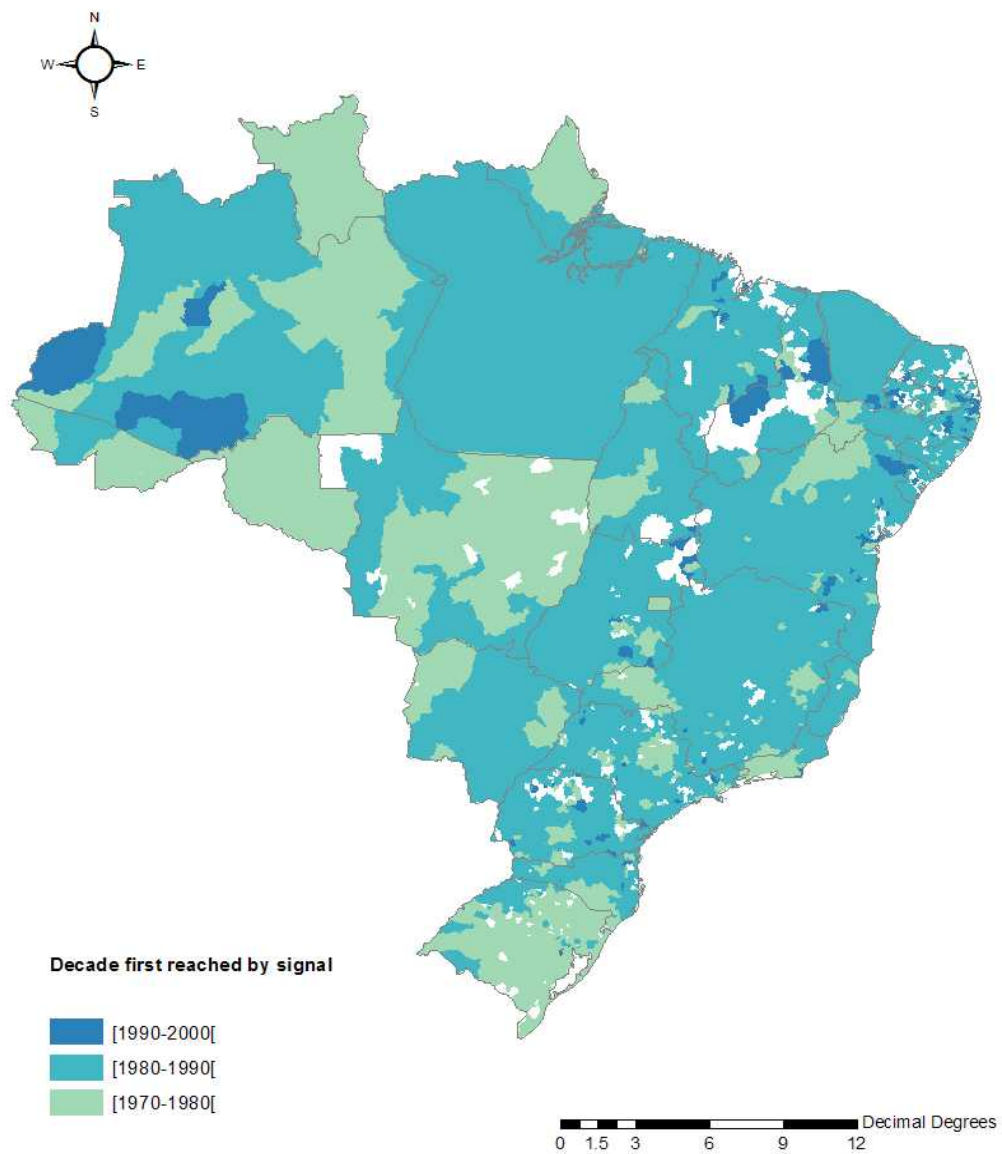 N
W E
S
Decade first reached by signal
[1990-2000[
[1980-1990[
[1970-1980[
Decimal Degrees
0 1.5 3 6 9 12